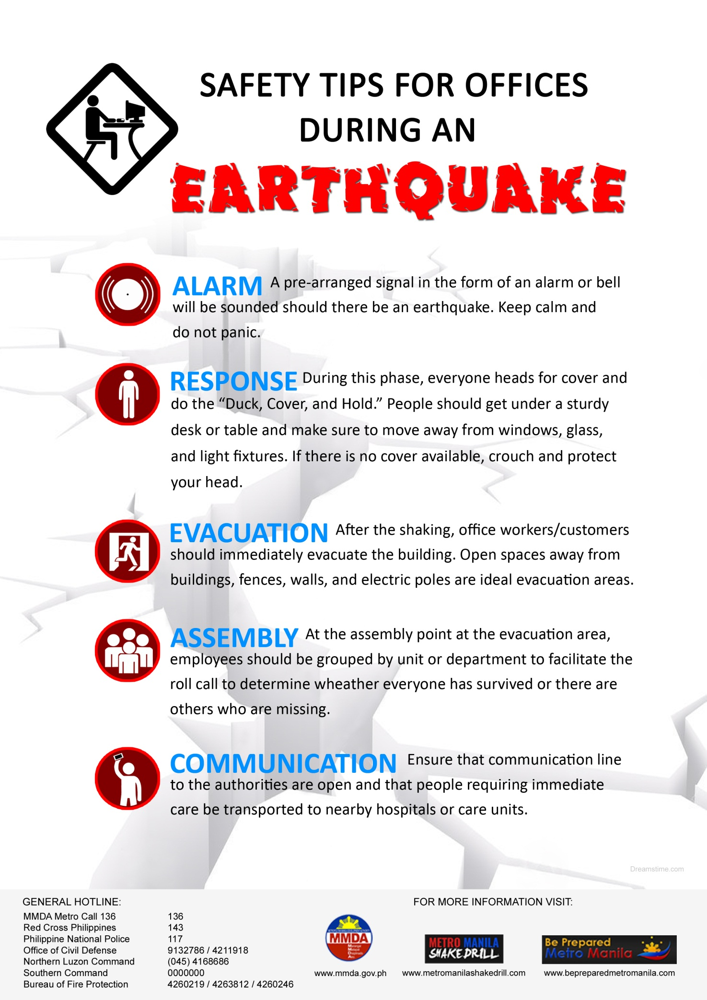 SAFETY TIPS FOR OFFICES
DURING AN
EARTHQUAKE
ALARM A pre-arranged signal in the form of an alarm or bell
will be sounded should there be an earthquake. Keep calm and
do not panic.
RESPONSE During this phase, everyone heads for cover and
do the “Duck, Cover, and Hold.” People should get under a sturdy
desk or table and make sure to move away from windows, glass,
and light fixtures. If there is no cover available, crouch and protect
your head.
EVACUATION After the shaking, office workers/customers
should immediately evacuate the building. Open spaces away from
buildings, fences, walls, and electric poles are ideal evacuation areas.
ASSEMBLY At the assembly point at the evacuation area,
employees should be grouped by unit or department to facilitate the
roll call to determine wheather everyone has survived or there are
others who are missing.
COMMUNICATION Ensure that communication line
to the authorities are open and that people requiring immediate
care be transported to nearby hospitals or care units.
Dreamstime.com
GENERAL HOTLINE:
MMDA Metro Call 136 136
Red Cross Philippines 143
Philippine National Police 117
Office of Civil Defense 9132786 / 4211918
Northern Luzon Command (045) 4168686
Southern Command 0000000
Bureau of Fire Protection 4260219 / 4263812 / 4260246
MMDA
www.mmda.gov.ph
FOR MORE INFORMATION VISIT:
METRO MANILA
SHAKEDRILL
www.metromanilashakedrill.com
Be Prepared
Metro Manila
www.bepreparedmetromanila.com